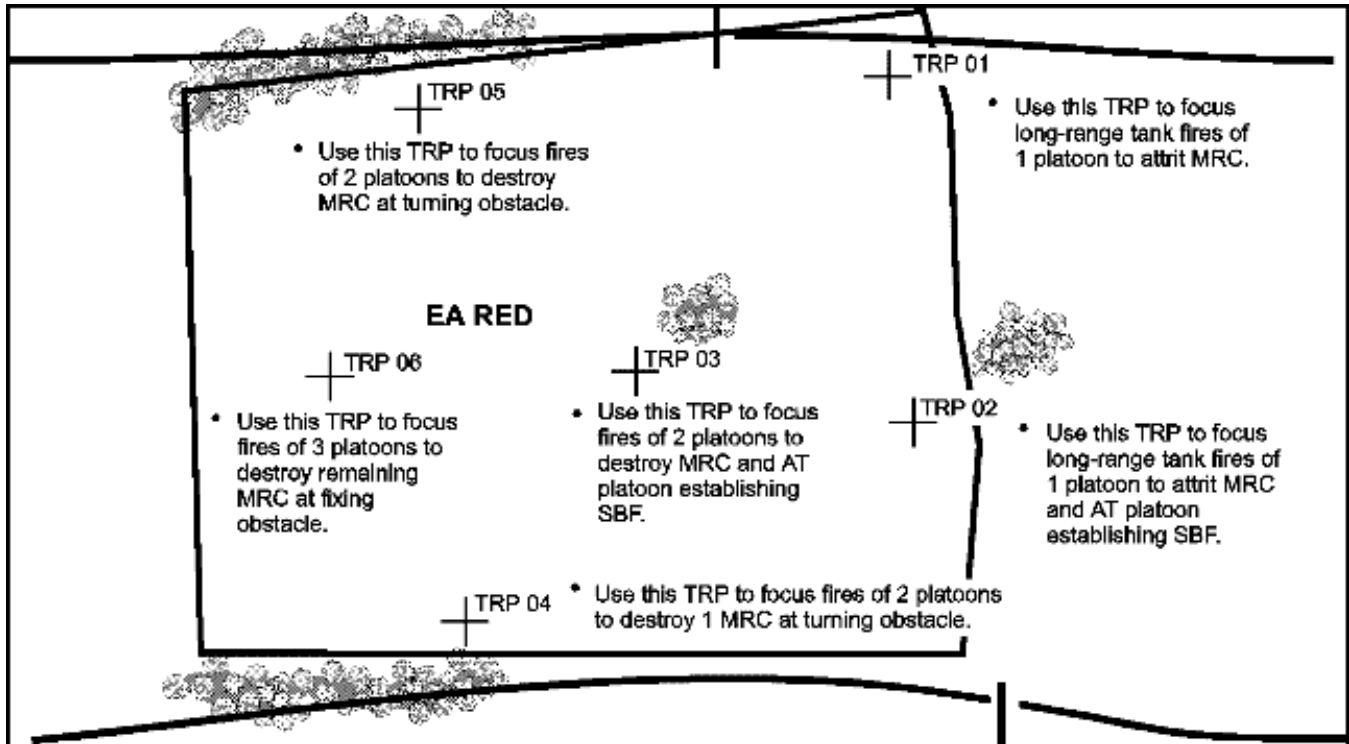 TRP 01
• Use this TRP to focus
long-range tank fires of
1 platoon to attrit MRC.
TRP 05
• Use this TRP to focus fires
of 2 platoons to destroy
MRC at turning obstacle.
EA RED
TRP 06
• Use this TRP to focus
fires of 3 platoons to
destroy remaining
MRC at fixing
obstacle.
TRP 03
• Use this TRP to focus
fires of 2 platoons to
destroy MRC and AT
platoon establishing
SBF.
TRP 02
• Use this TRP to focus
long-range tank fires of
1 platoon to attrit MRC
and AT platoon
establishing SBF.
TRP 04
• Use this TRP to focus fires of 2 platoons
to destroy 1 MRC at turning obstacle.